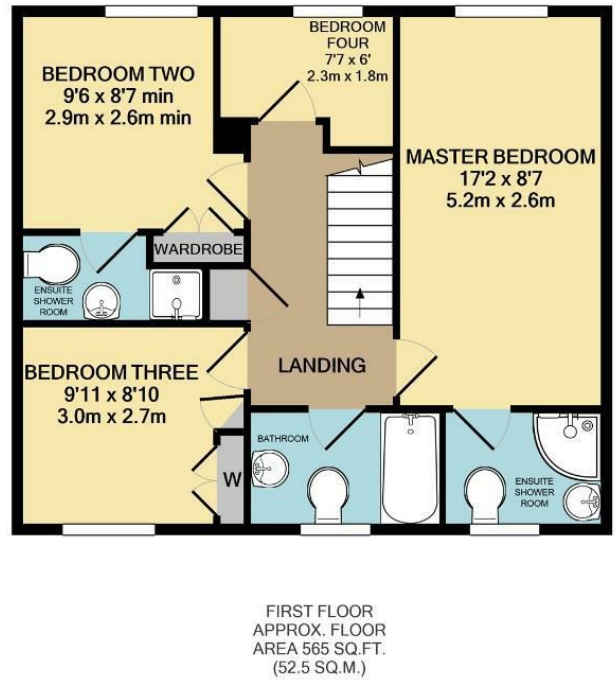 BEDROOM TWO
9'6 x 8'7 min
2.9m x 2.6m min
BEDROOM
FOUR
7'7 x 6'
2.3m x 1.8m
MASTER BEDROOM
17'2 x 8'7
5.2m x 2.6m
WARDROBE
ENSUITE
SHOWER
ROOM
BEDROOM THREE
9'11 x 8'10
3.0m x 2.7m
LANDING
W
BATHROOM
ENSUITE
SHOWER
ROOM
FIRST FLOOR
APPROX. FLOOR
AREA 565 SQ.FT.
(52.5 SQ.M.)